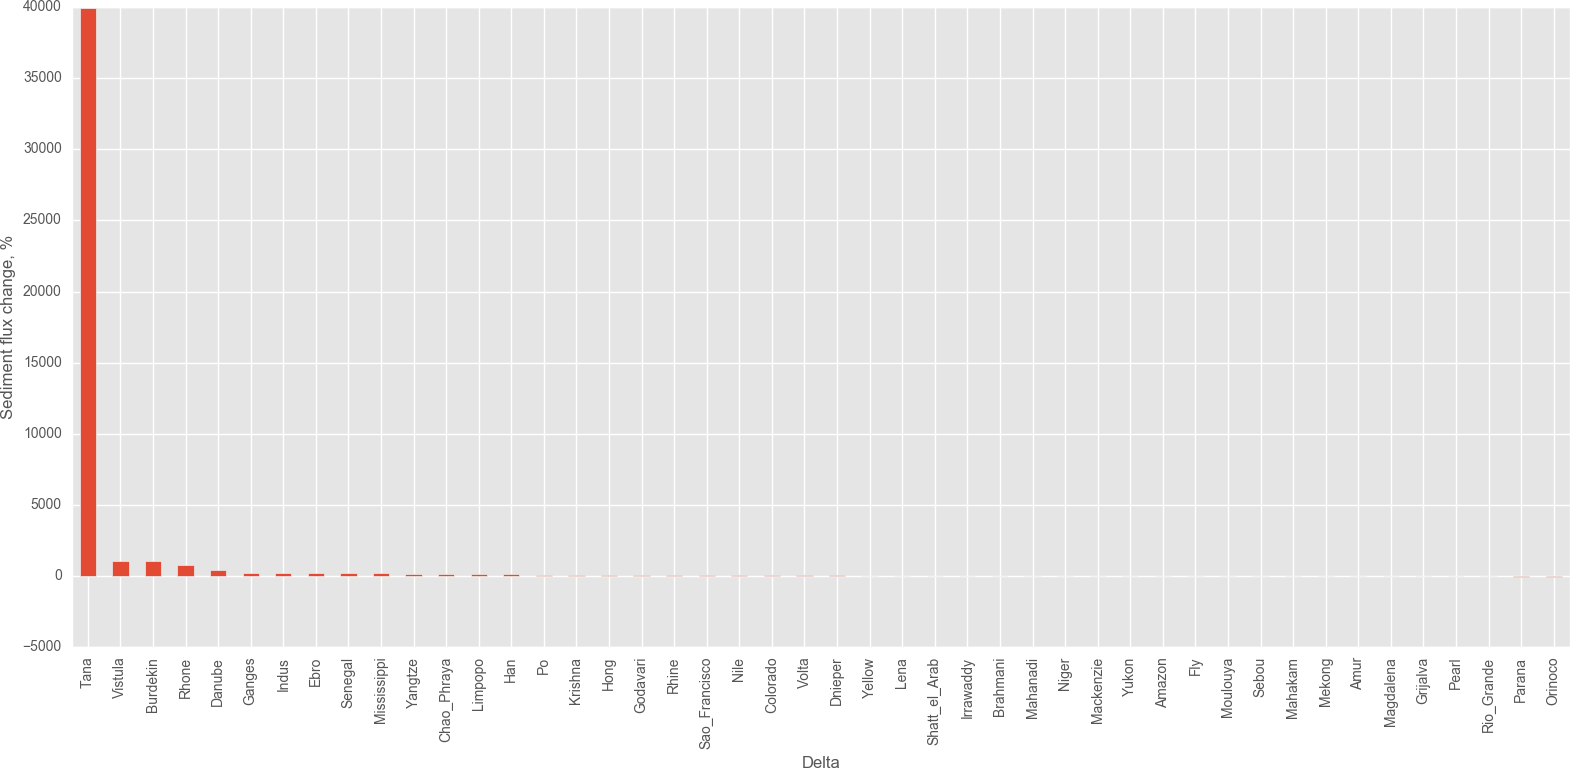 40000
35000
30000
25000
20000
15000
10000
5000
0
−5000
Sediment flux change, %
Tana
Vistula
Burdekin
Rhone
Danube
Ganges
Indus
Ebro
Senegal
Mississippi
Yangtze
Chao_Phraya
Limpopo
Han
Po
Krishna
Hong
Godavari
Rhine
Sao_Francisco
Nile
Colorado
Volta
Dnieper
Yellow
Lena
Shatt_el_Arab
Irrawaddy
Brahmani
Mahanadi
Niger
Mackenzie
Yukon
Amazon
Fly
Moulouya
Sebou
Mahakam
Mekong
Amur
Magdalena
Grijalva
Pearl
Rio_Grande
Parana
Orinoco
Delta